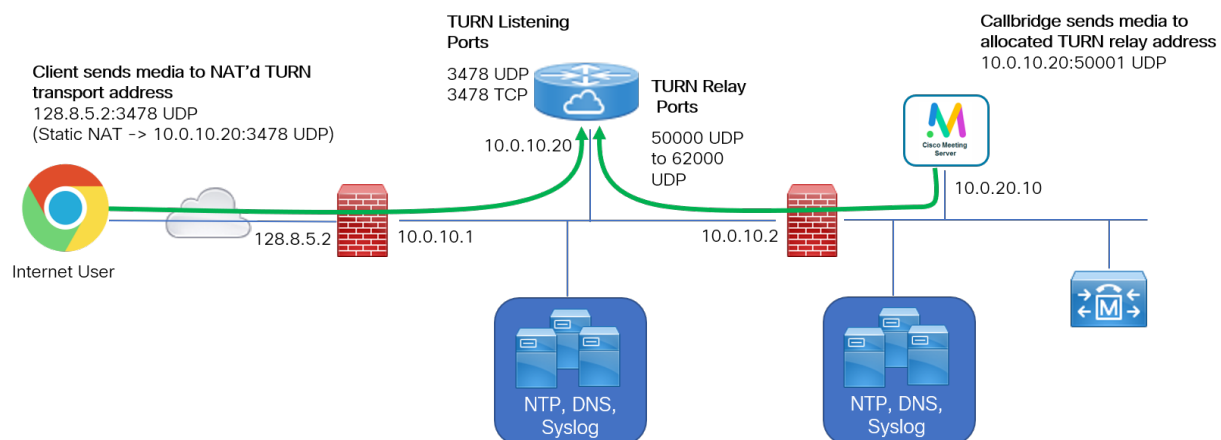 Client sends media to NAT'd TURN
transport address
128.8.5.2:3478 UDP
(Static NAT -> 10.0.10.20:3478 UDP)
TURN Listening
Ports
3478 UDP
3478 TCP
10.0.10.20
TURN Relay
Ports
50000 UDP
to 62000
UDP
Callbridge sends media to
allocated TURN relay address
10.0.10.20:50001 UDP
Cisco Meeting
Server
10.0.20.10
Internet User
128.8.5.2
10.0.10.1
10.0.10.2
M
NTP, DNS,
Syslog
NTP, DNS,
Syslog